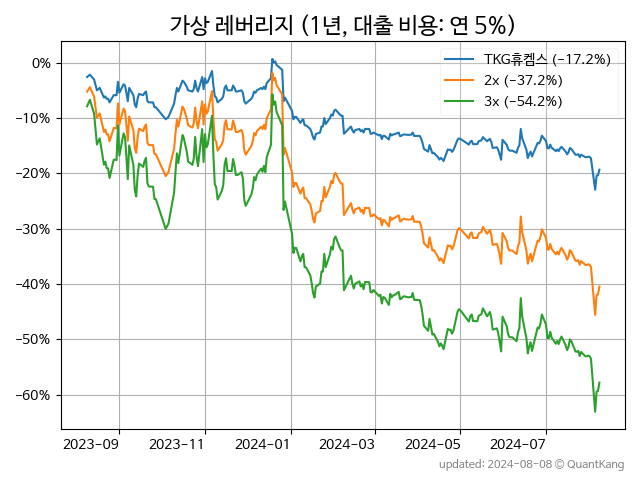 가상 레버리지 (1년, 대출 비용: 연 5%)
TKG휴켐스 (−17.2%)
2x (−37.2%)
3x (−54.2%)
0%
−10%
−20%
−30%
−40%
−50%
−60%
2023-09
2023-11
2024-01
2024-03
2024-05
2024-07
updated: 2024-08-08 © QuantKang